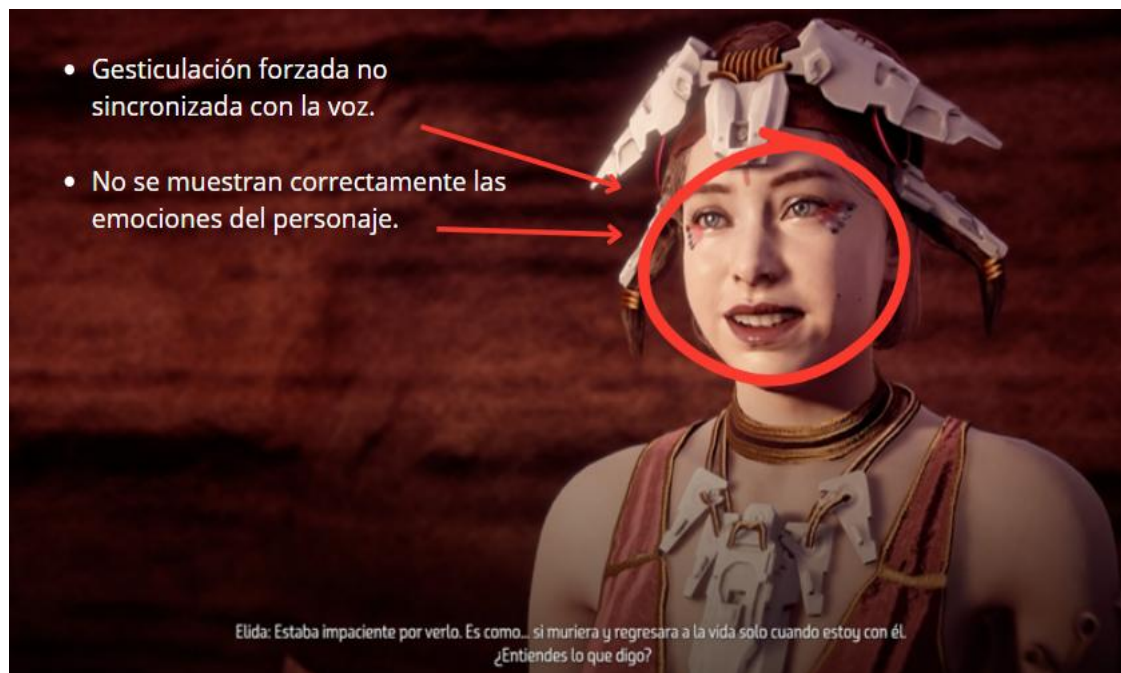 • Gesticulación forzada no
sincronizada con la voz.
• No se muestran correctamente las
emociones del personaje.
Elida: Estaba impaciente por verlo. Es como... si muriera y regresara a la vida solo cuando estoy con él.
¿Entiendes lo que digo?